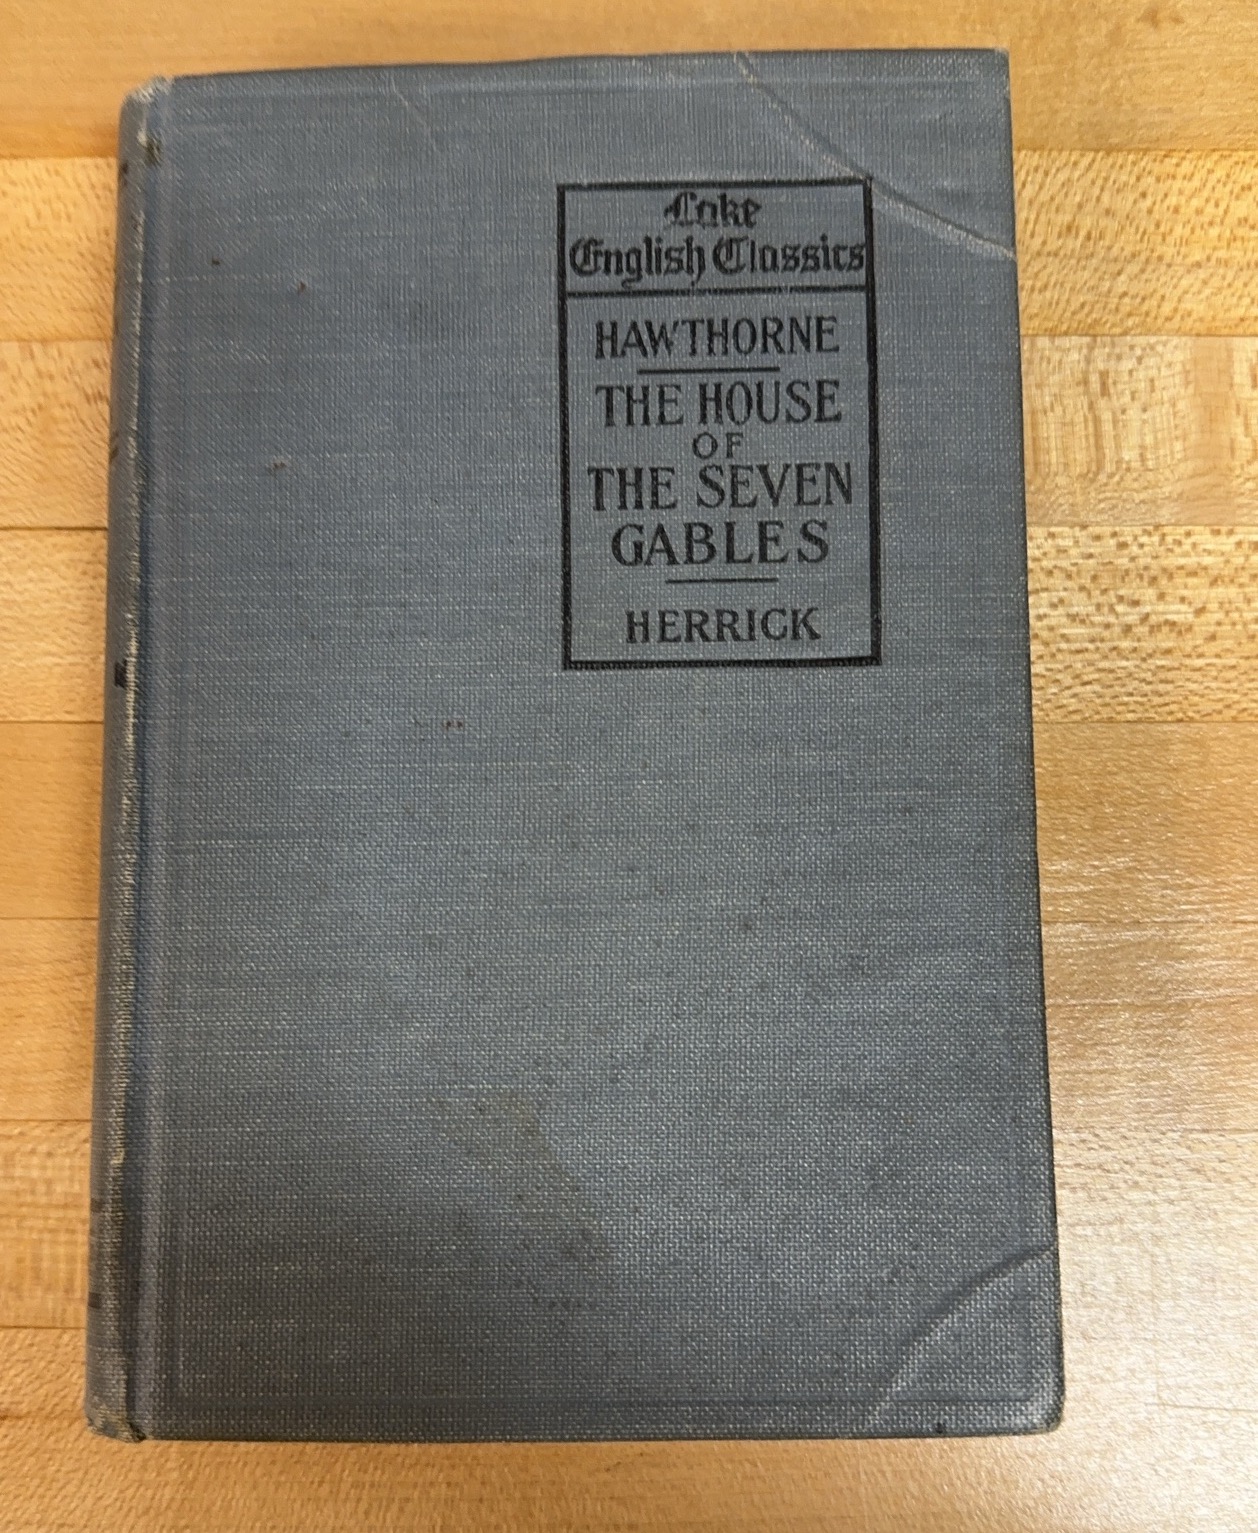 Lake
English Classics
HAWTHORNE
THE HOUSE
OF
THE SEVEN
GABLES
HERRICK